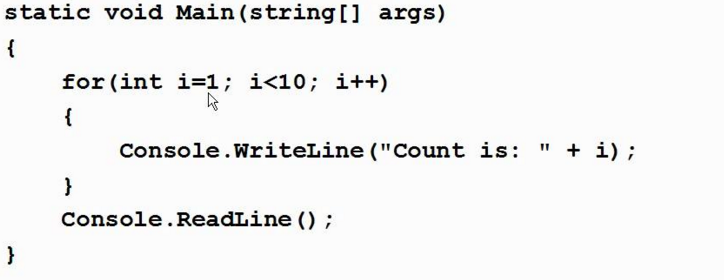 static void Main(string[] args)
{
    for(int i=1; i<10; i++)
    {
        Console.WriteLine("Count is: " + i);
    }
    Console.ReadLine();
}